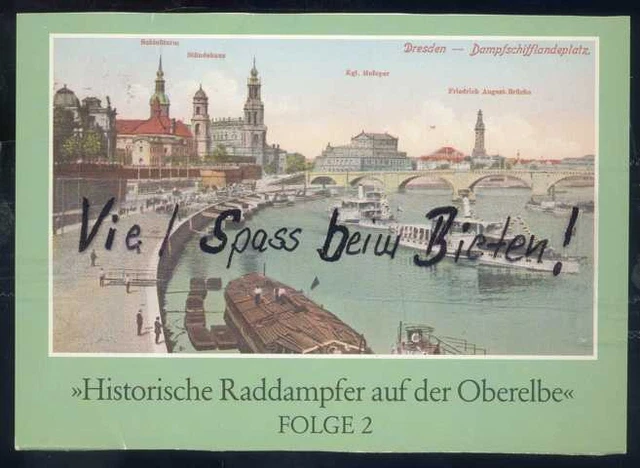 Schloßturm
Ständehaus
Kgl. Hofoper
Dresden — Dampfschifflandeplatz.
Friedrich August-Brücke
Viel Spass beim Bieten!
»Historische Raddampfer auf der Oberelbe«
FOLGE 2